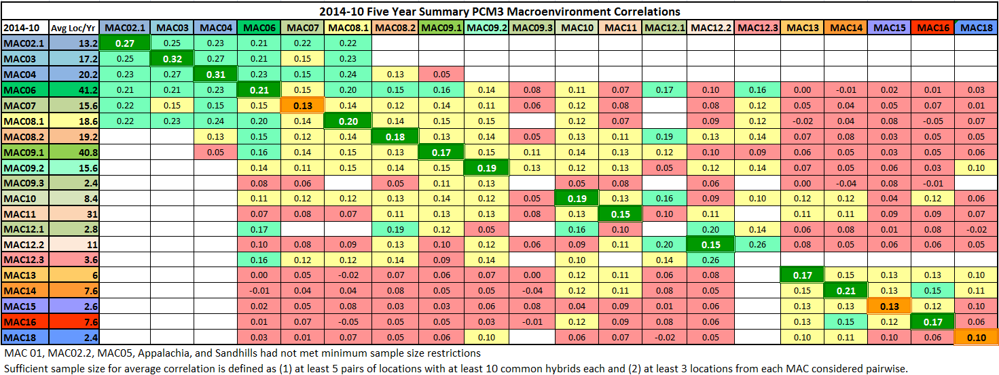 2014-10 Five Year Summary PCM3 Macroenvironment Correlations
2014-10 Avg Loc/Yr MAC02.1 MAC03 MAC04 MAC06 MAC07 MAC08.1 MAC08.2 MAC09.1 MAC09.2 MAC09.3 MAC10 MAC11 MAC12.1 MAC12.2 MAC12.3 MAC13 MAC14 MAC15 MAC16 MAC18
MAC02.1 13.2 0.27 0.25 0.23 0.21 0.22 0.22
MAC03 17.2 0.25 0.32 0.27 0.21 0.15 0.23
MAC04 20.2 0.23 0.27 0.31 0.23 0.15 0.24 0.13 0.05
MAC06 41.2 0.21 0.21 0.23 0.21 0.15 0.20 0.15 0.16 0.14 0.08 0.11 0.07 0.17 0.10 0.16 0.00 -0.01 0.02 0.01 0.03
MAC07 15.6 0.22 0.15 0.15 0.15 0.13 0.14 0.12 0.14 0.11 0.06 0.12 0.08 0.08 0.12 0.05 0.04 0.05 0.07 0.01
MAC08.1 18.6 0.22 0.23 0.24 0.20 0.14 0.20 0.14 0.15 0.15 0.12 0.07 0.09 0.12 -0.02 0.04 0.08 -0.05 0.07
MAC08.2 19.2 0.13 0.15 0.12 0.14 0.18 0.13 0.14 0.05 0.13 0.11 0.19 0.13 0.14 0.07 0.08 0.03 0.05 0.05
MAC09.1 40.8 0.05 0.16 0.14 0.15 0.13 0.17 0.15 0.11 0.14 0.13 0.12 0.10 0.09 0.06 0.05 0.03 0.05 0.06
MAC09.2 15.6 0.14 0.11 0.15 0.14 0.15 0.19 0.13 0.12 0.13 0.05 0.12 0.14 0.07 0.05 0.06 0.03 0.10
MAC09.3 2.4 0.08 0.06 0.05 0.11 0.13 0.05 0.08 0.06 0.00 -0.04 0.08 -0.01
MAC10 8.4 0.11 0.12 0.12 0.13 0.14 0.12 0.05 0.19 0.13 0.16 0.09 0.10 0.12 0.12 0.04 0.12 0.06
MAC11 31 0.07 0.08 0.07 0.11 0.13 0.13 0.08 0.13 0.15 0.10 0.11 0.11 0.11 0.09 0.09 0.07
MAC12.1 2.8 0.17 0.19 0.12 0.05 0.16 0.10 0.20 0.14 0.06 0.08 0.01 0.08 -0.02
MAC12.2 11 0.10 0.08 0.09 0.13 0.10 0.12 0.06 0.09 0.11 0.20 0.15 0.26 0.08 0.05 0.06 0.06 0.05
MAC12.3 3.6 0.16 0.12 0.12 0.14 0.09 0.14 0.10 0.14 0.26
MAC13 6 0.00 0.05 -0.02 0.07 0.06 0.07 0.00 0.12 0.11 0.06 0.08 0.17 0.15 0.13 0.13 0.10
MAC14 7.6 -0.01 0.04 0.04 0.08 0.05 0.05 -0.04 0.12 0.11 0.08 0.05 0.15 0.21 0.13 0.15 0.11
MAC15 2.6 0.02 0.05 0.08 0.03 0.03 0.06 0.08 0.04 0.09 0.01 0.06 0.13 0.13 0.13 0.12 0.10
MAC16 7.6 0.01 0.07 -0.05 0.05 0.05 0.03 -0.01 0.12 0.09 0.08 0.06 0.13 0.15 0.12 0.17 0.06
MAC18 2.4 0.03 0.01 0.07 0.05 0.06 0.10 0.06 0.07 -0.02 0.05 0.10 0.11 0.10 0.06 0.10
MAC 01, MAC02.2, MAC05, Appalachia, and Sandhills had not met minimum sample size restrictions
Sufficient sample size for average correlation is defined as (1) at least 5 pairs of locations with at least 10 common hybrids each and (2) at least 3 locations from each MAC considered pairwise.